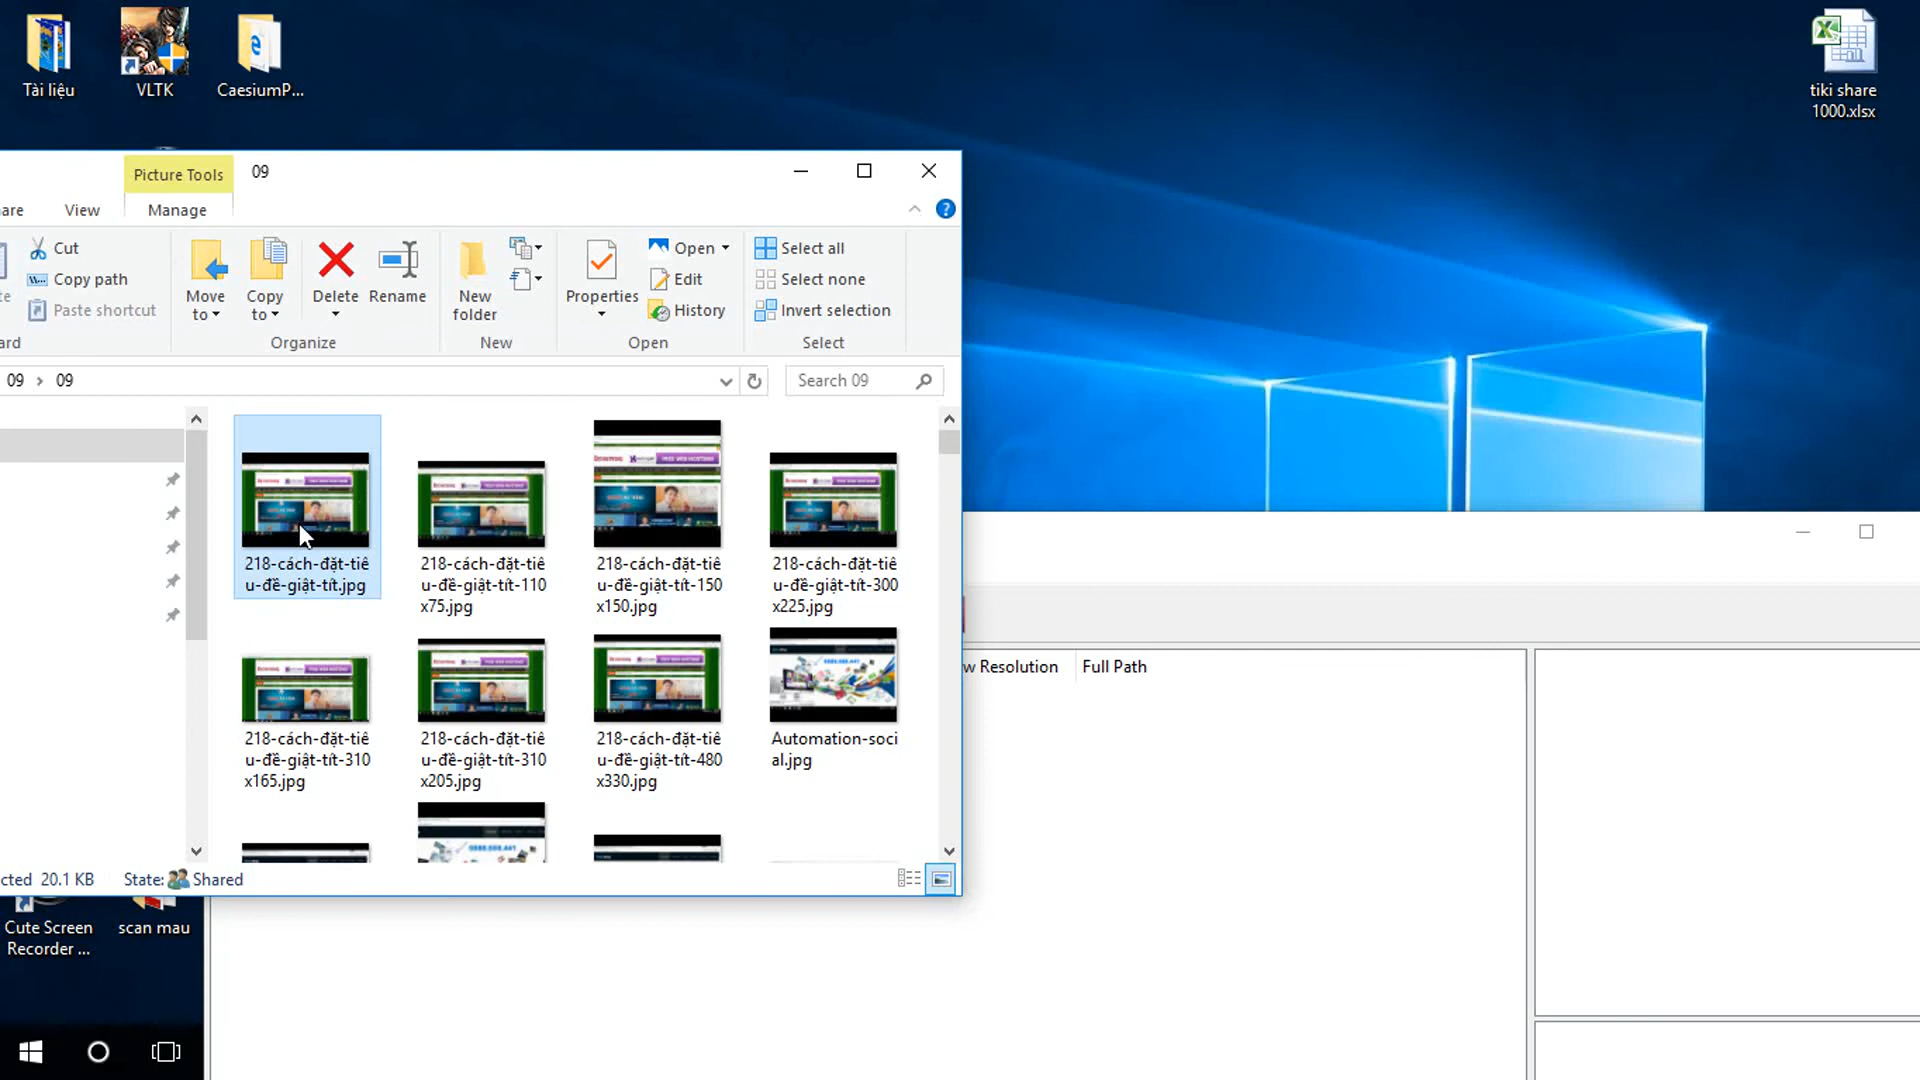 Tài liệu
VLTK
CaesiumP...
tiki share
1000.xlsx
Picture Tools
09
are
View
Manage
Cut
Copy path
Paste shortcut
Move
to
Copy
to
Delete
Rename
New
folder
Properties
Open
Edit
History
Select all
Select none
Invert selection
ard
Organize
New
Open
Select
09 > 09
Search 09
218-cách-đặt-tiê
u-đề-giật-tít.jpg
218-cách-đặt-tiê
u-đề-giật-tít-110
x75.jpg
218-cách-đặt-tiê
u-đề-giật-tít-150
x150.jpg
218-cách-đặt-tiê
u-đề-giật-tít-300
x225.jpg
218-cách-đặt-tiê
u-đề-giật-tít-310
x165.jpg
218-cách-đặt-tiê
u-đề-giật-tít-310
x205.jpg
218-cách-đặt-tiê
u-đề-giật-tít-480
x330.jpg
Automation-soci
al.jpg
w Resolution
Full Path
cted 20.1 KB
State: Shared
Cute Screen
Recorder ...
scan mau